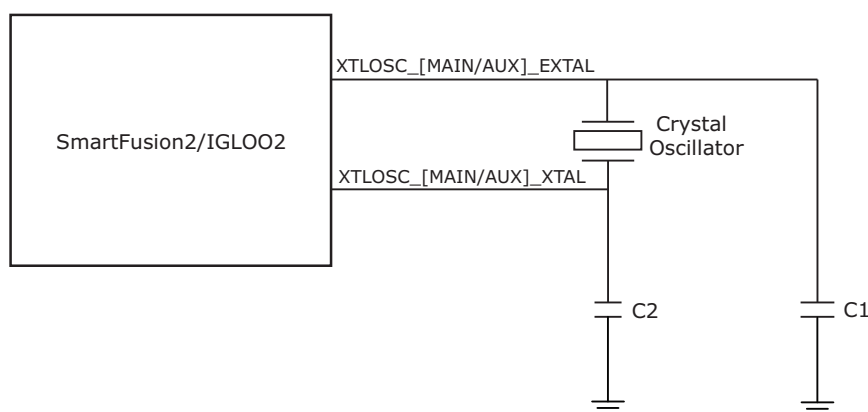 XTLOSC_[MAIN/AUX]_EXTAL
SmartFusion2/IGLOO2
Crystal
Oscillator
XTLOSC_[MAIN/AUX]_XTAL
C2
C1